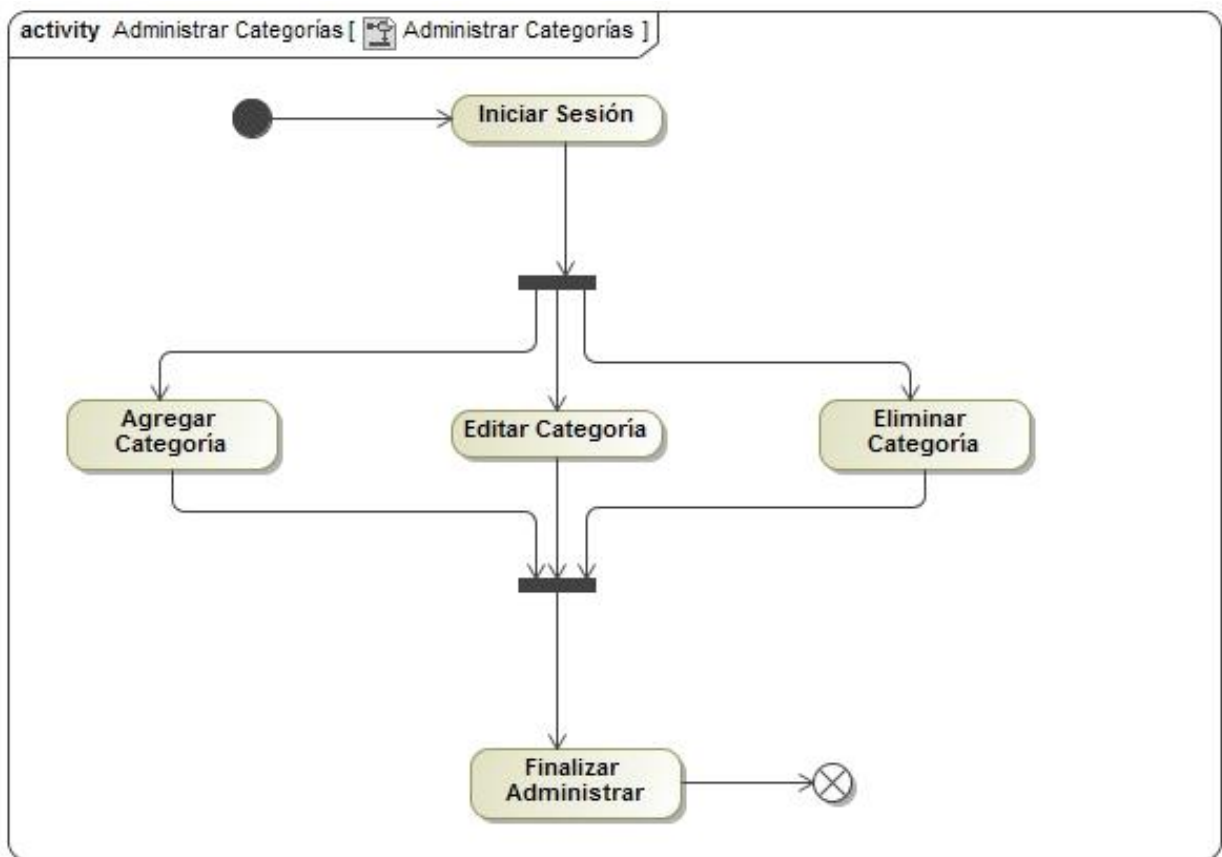 activity Administrar Categorías [ Administrar Categorías ]
Iniciar Sesión
Agregar
Categoría
Editar Categoría
Eliminar
Categoría
Finalizar
Administrar